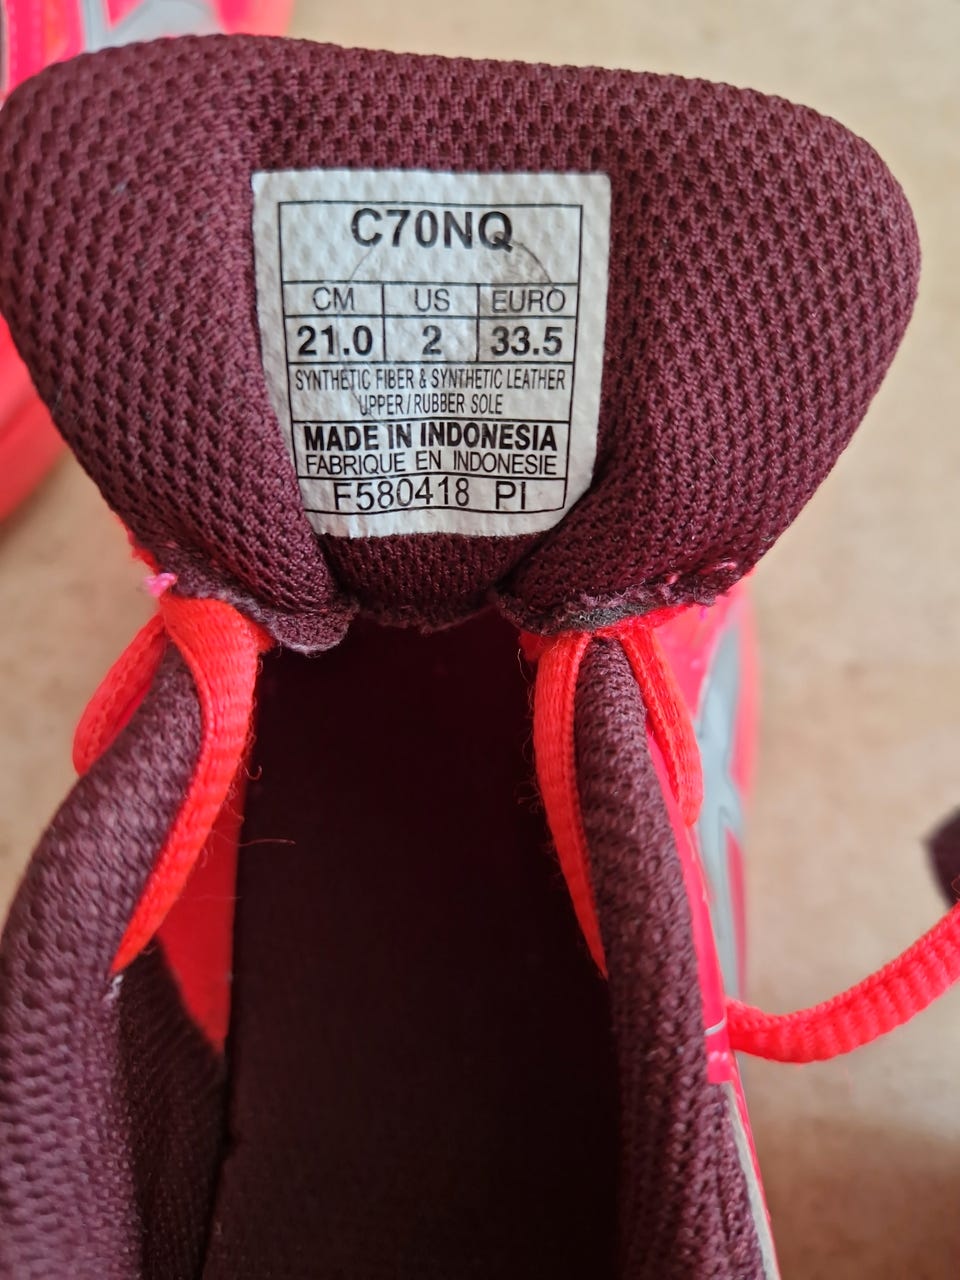 C70NQ
CM US EURO
21.0 2 33.5
SYNTHETIC FIBER & SYNTHETIC LEATHER
UPPER / RUBBER SOLE
MADE IN INDONESIA
FABRIQUE EN INDONESIE
F580418 PI